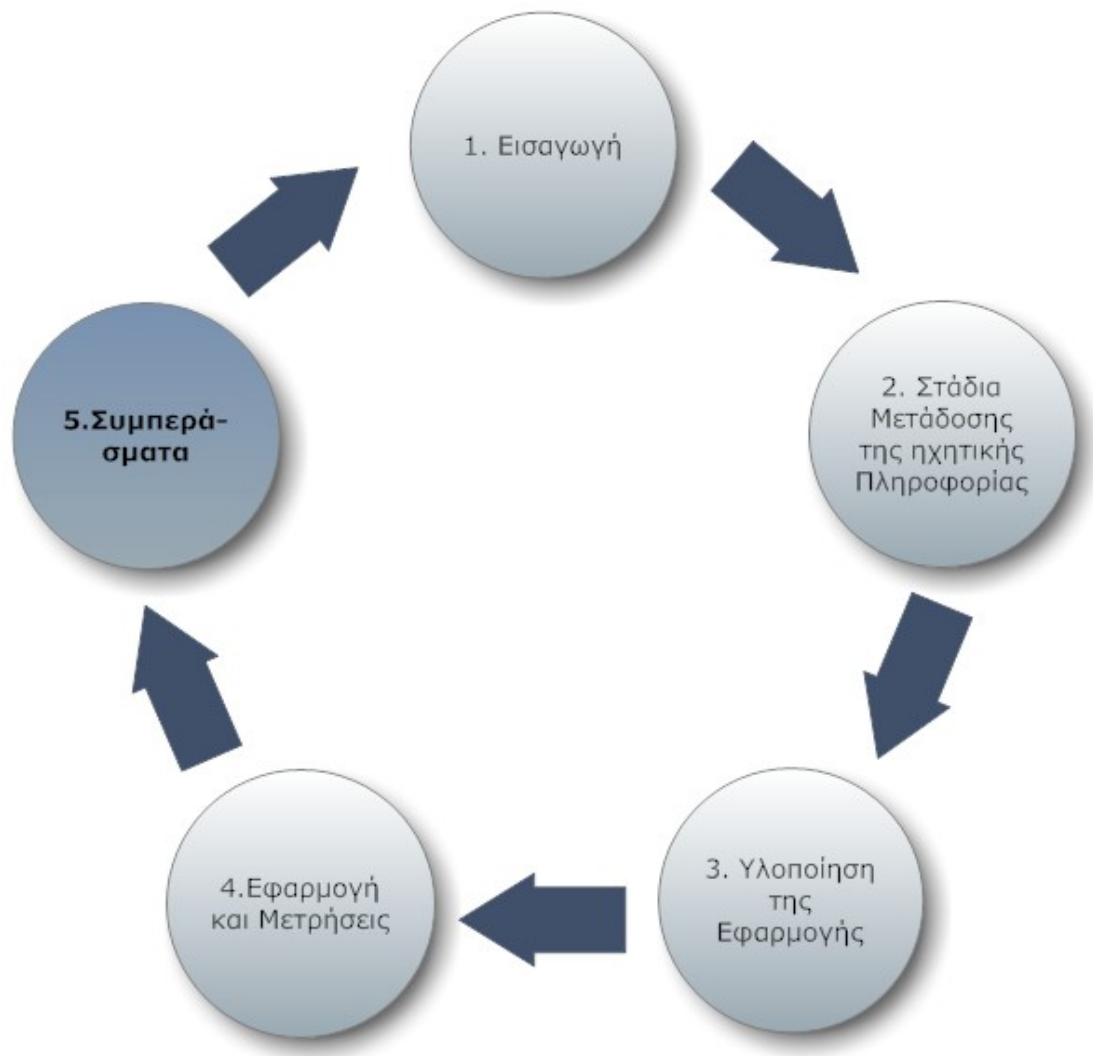 1. Εισαγωγή
2. Στάδια
Μετάδοσης
της ηχητικής
Πληροφορίας
3. Υλοποίηση
της
Εφαρμογής
4.Εφαρμογή
και Μετρήσεις
5.Συμπερά-
σματα